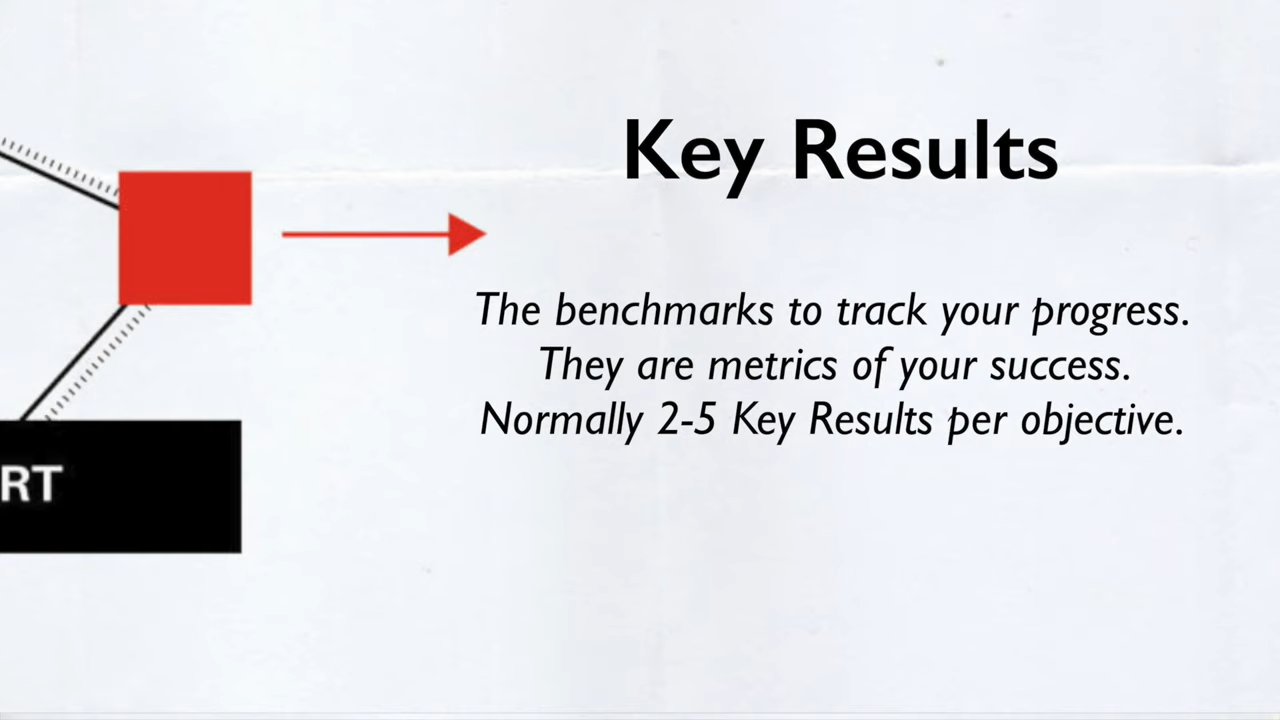 Key Results
The benchmarks to track your progress.
They are metrics of your success.
Normally 2-5 Key Results per objective.
RT